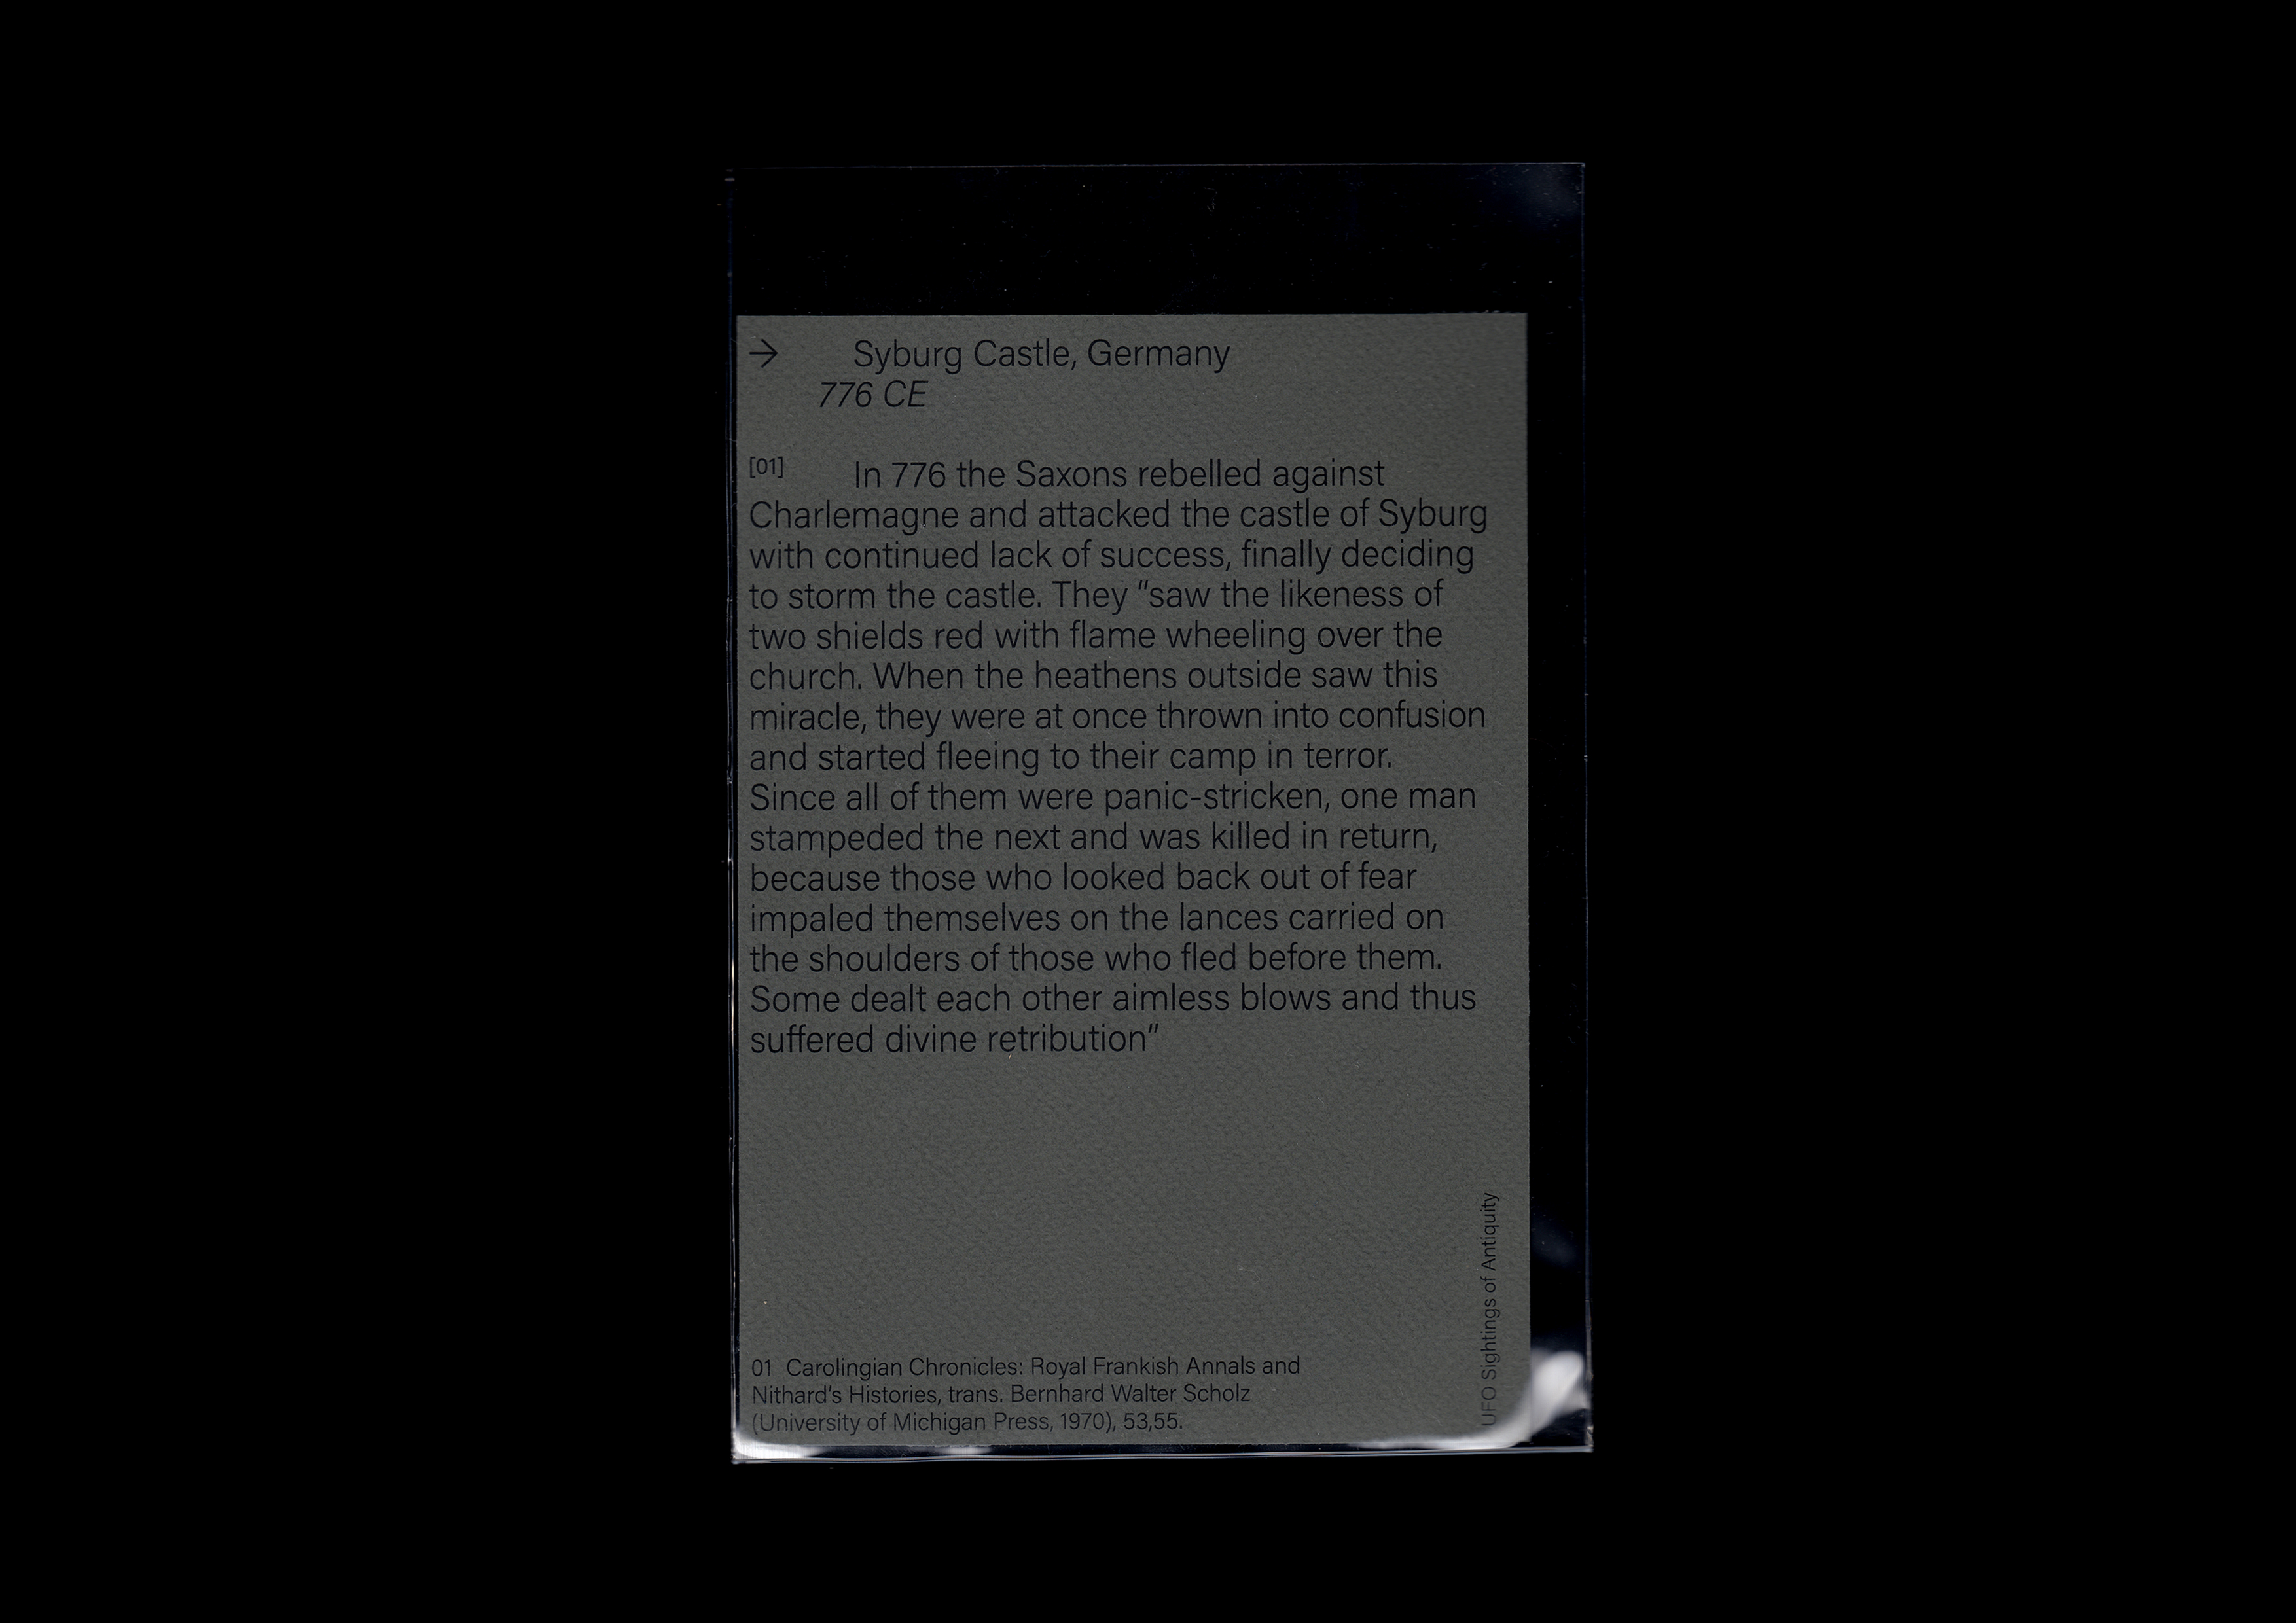 → Syburg Castle, Germany
776 CE
[01] In 776 the Saxons rebelled against
Charlemagne and attacked the castle of Syburg
with continued lack of success, finally deciding
to storm the castle. They “saw the likeness of
two shields red with flame wheeling over the
church. When the heathens outside saw this
miracle, they were at once thrown into confusion
and started fleeing to their camp in terror.
Since all of them were panic-stricken, one man
stampeded the next and was killed in return,
because those who looked back out of fear
impaled themselves on the lances carried on
the shoulders of those who fled before them.
Some dealt each other aimless blows and thus
suffered divine retribution”
01 Carolingian Chronicles: Royal Frankish Annals and
Nithard’s Histories, trans. Bernhard Walter Scholz
(University of Michigan Press, 1970), 53,55.
UFO Sightings of Antiquity